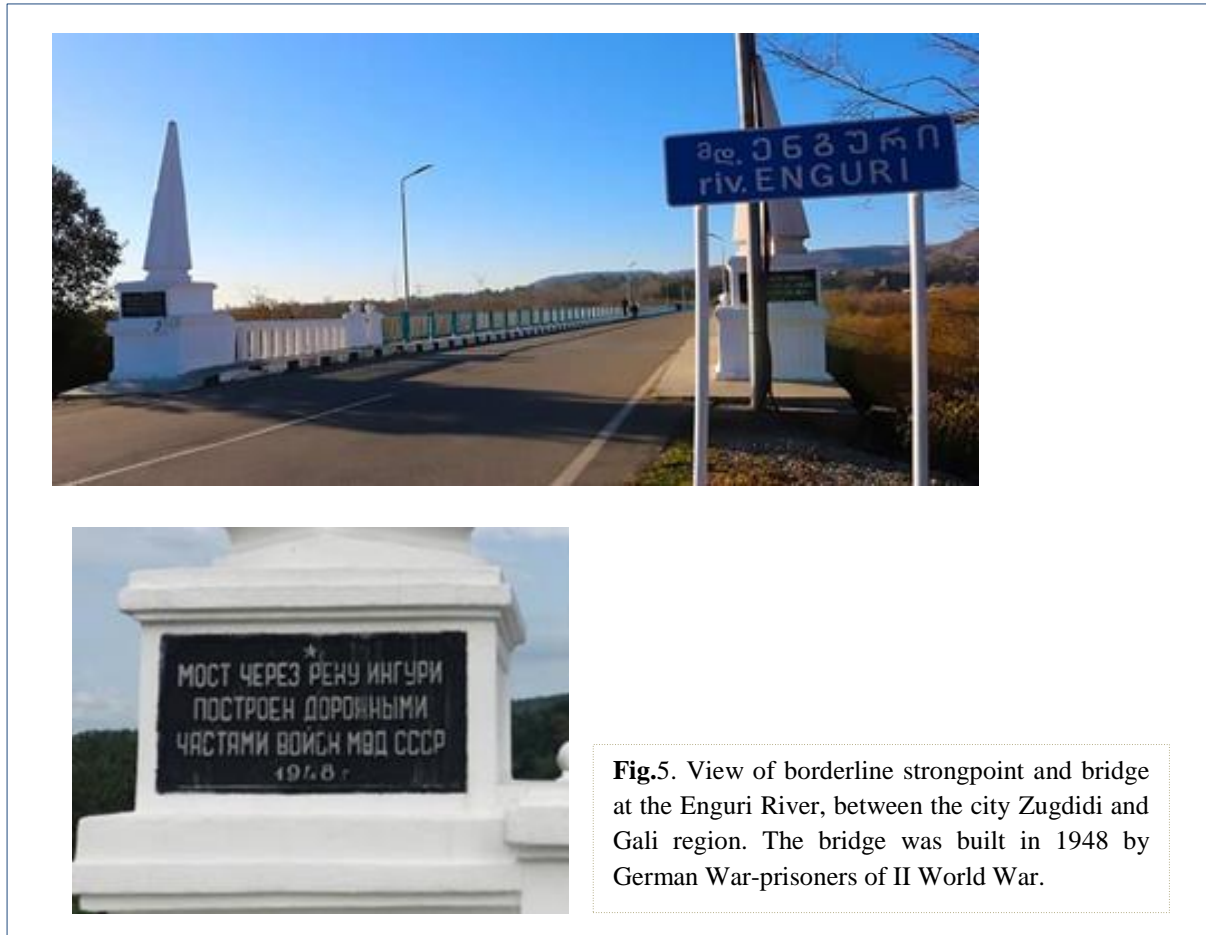 მდ. ენგური
riv. ENGURI
МОСТ ЧЕРЕЗ РЕКУ ИНГУРИ
ПОСТРОЕН ДОРОЖНЫМИ
ЧАСТЯМИ ВОЙСК МВД СССР
1948 г
Fig.5. View of borderline strongpoint and bridge
at the Enguri River, between the city Zugdidi and
Gali region. The bridge was built in 1948 by
German War-prisoners of II World War.